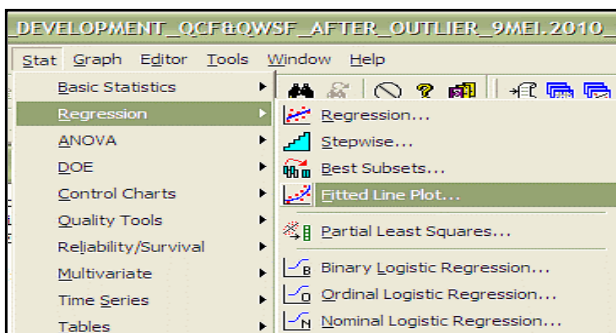 _DEVELOPMENT_QCF&QWSF_AFTER_OUTLIER_9MEI.2010_
Stat Graph Editor Tools Window Help
Basic Statistics
Regression
ANOVA
DOE
Control Charts
Quality Tools
Reliability/Survival
Multivariate
Time Series
Tables
Regression...
Stepwise...
Best Subsets...
Fitted Line Plot...
Partial Least Squares...
Binary Logistic Regression...
Ordinal Logistic Regression...
Nominal Logistic Regression...